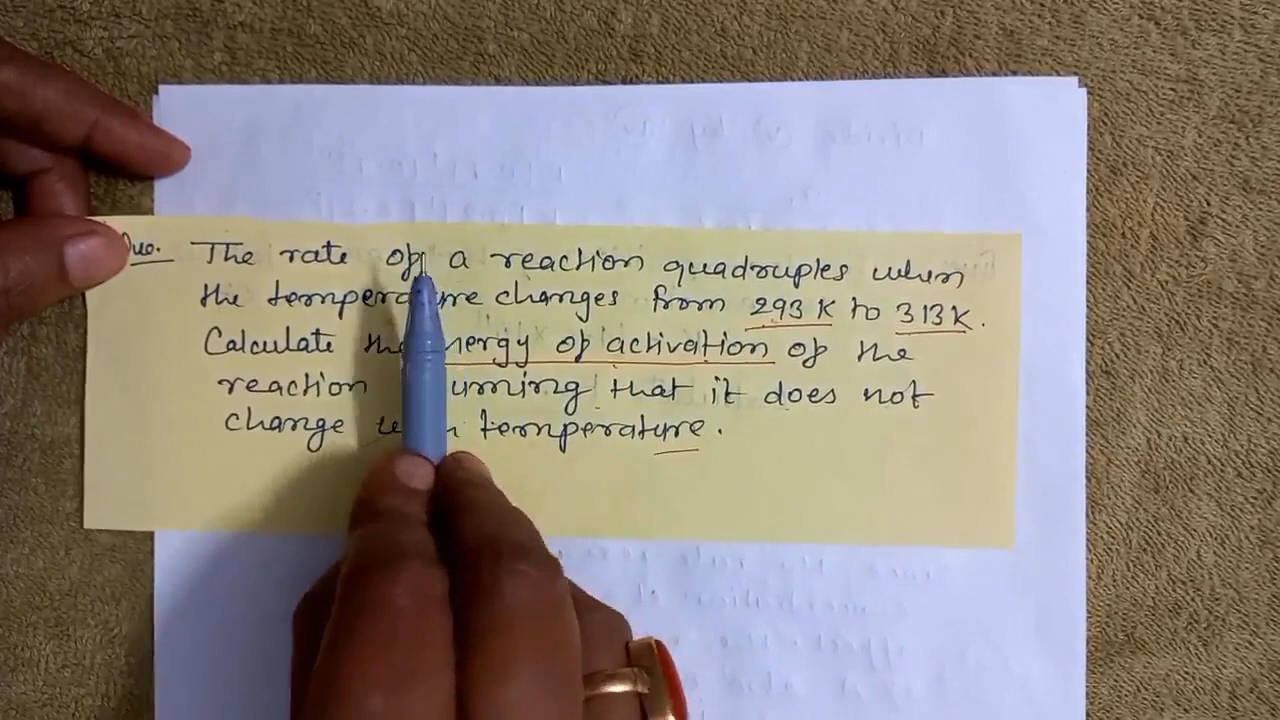 Que. The rate of a reaction quadruples when
the temperature changes from 293 K to 313 K.
Calculate the energy of activation of the
reaction assuming that it does not
change with temperature.